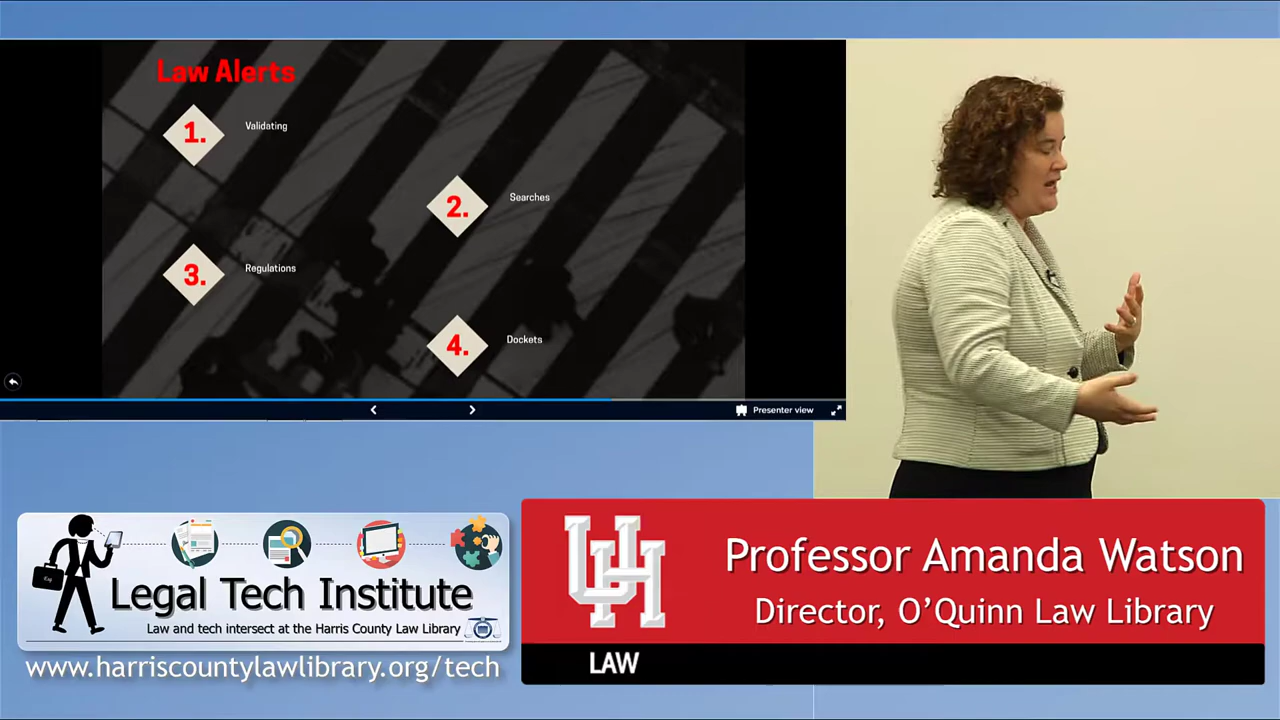 Law Alerts
1.
Validating
2.
Searches
3.
Regulations
4.
Dockets
Presenter view
Legal Tech Institute
Law and tech intersect at the Harris County Law Library
www.harriscountylawlibrary.org/tech
UH
Professor Amanda Watson
Director, O'Quinn Law Library
LAW